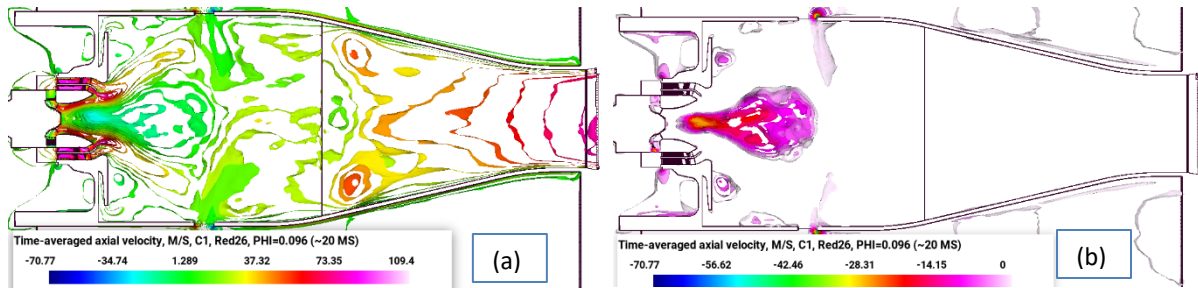 Time-averaged axial velocity, M/S, C1, Red26, PHI=0.096 (~20 MS)
-70.77 -34.74 1.289 37.32 73.35 109.4
(a)
Time-averaged axial velocity, M/S, C1, Red26, PHI=0.096 (~20 MS)
-70.77 -56.62 -42.46 -28.31 -14.15 0
(b)